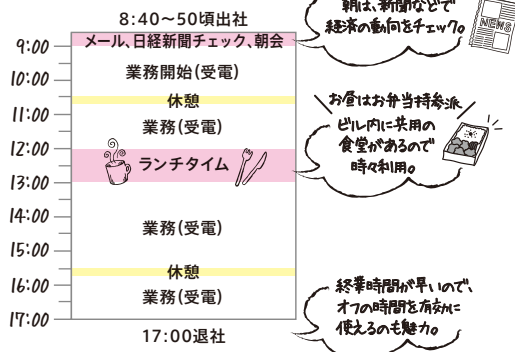 8:40~50頃出社
朝は、新聞などで
経済の動向をチェック。
NEWS
9:00
メール、日経新聞チェック、朝会
10:00
業務開始(受電)
休憩
11:00
業務(受電)
お昼はお弁当持参派
ビル内に共用の
食堂があるので
時々利用。
12:00
ランチタイム
13:00
14:00
業務(受電)
15:00
休憩
16:00
業務(受電)
17:00
17:00退社
終業時間が早いので、
オフの時間を有効に
使えるのも魅力。